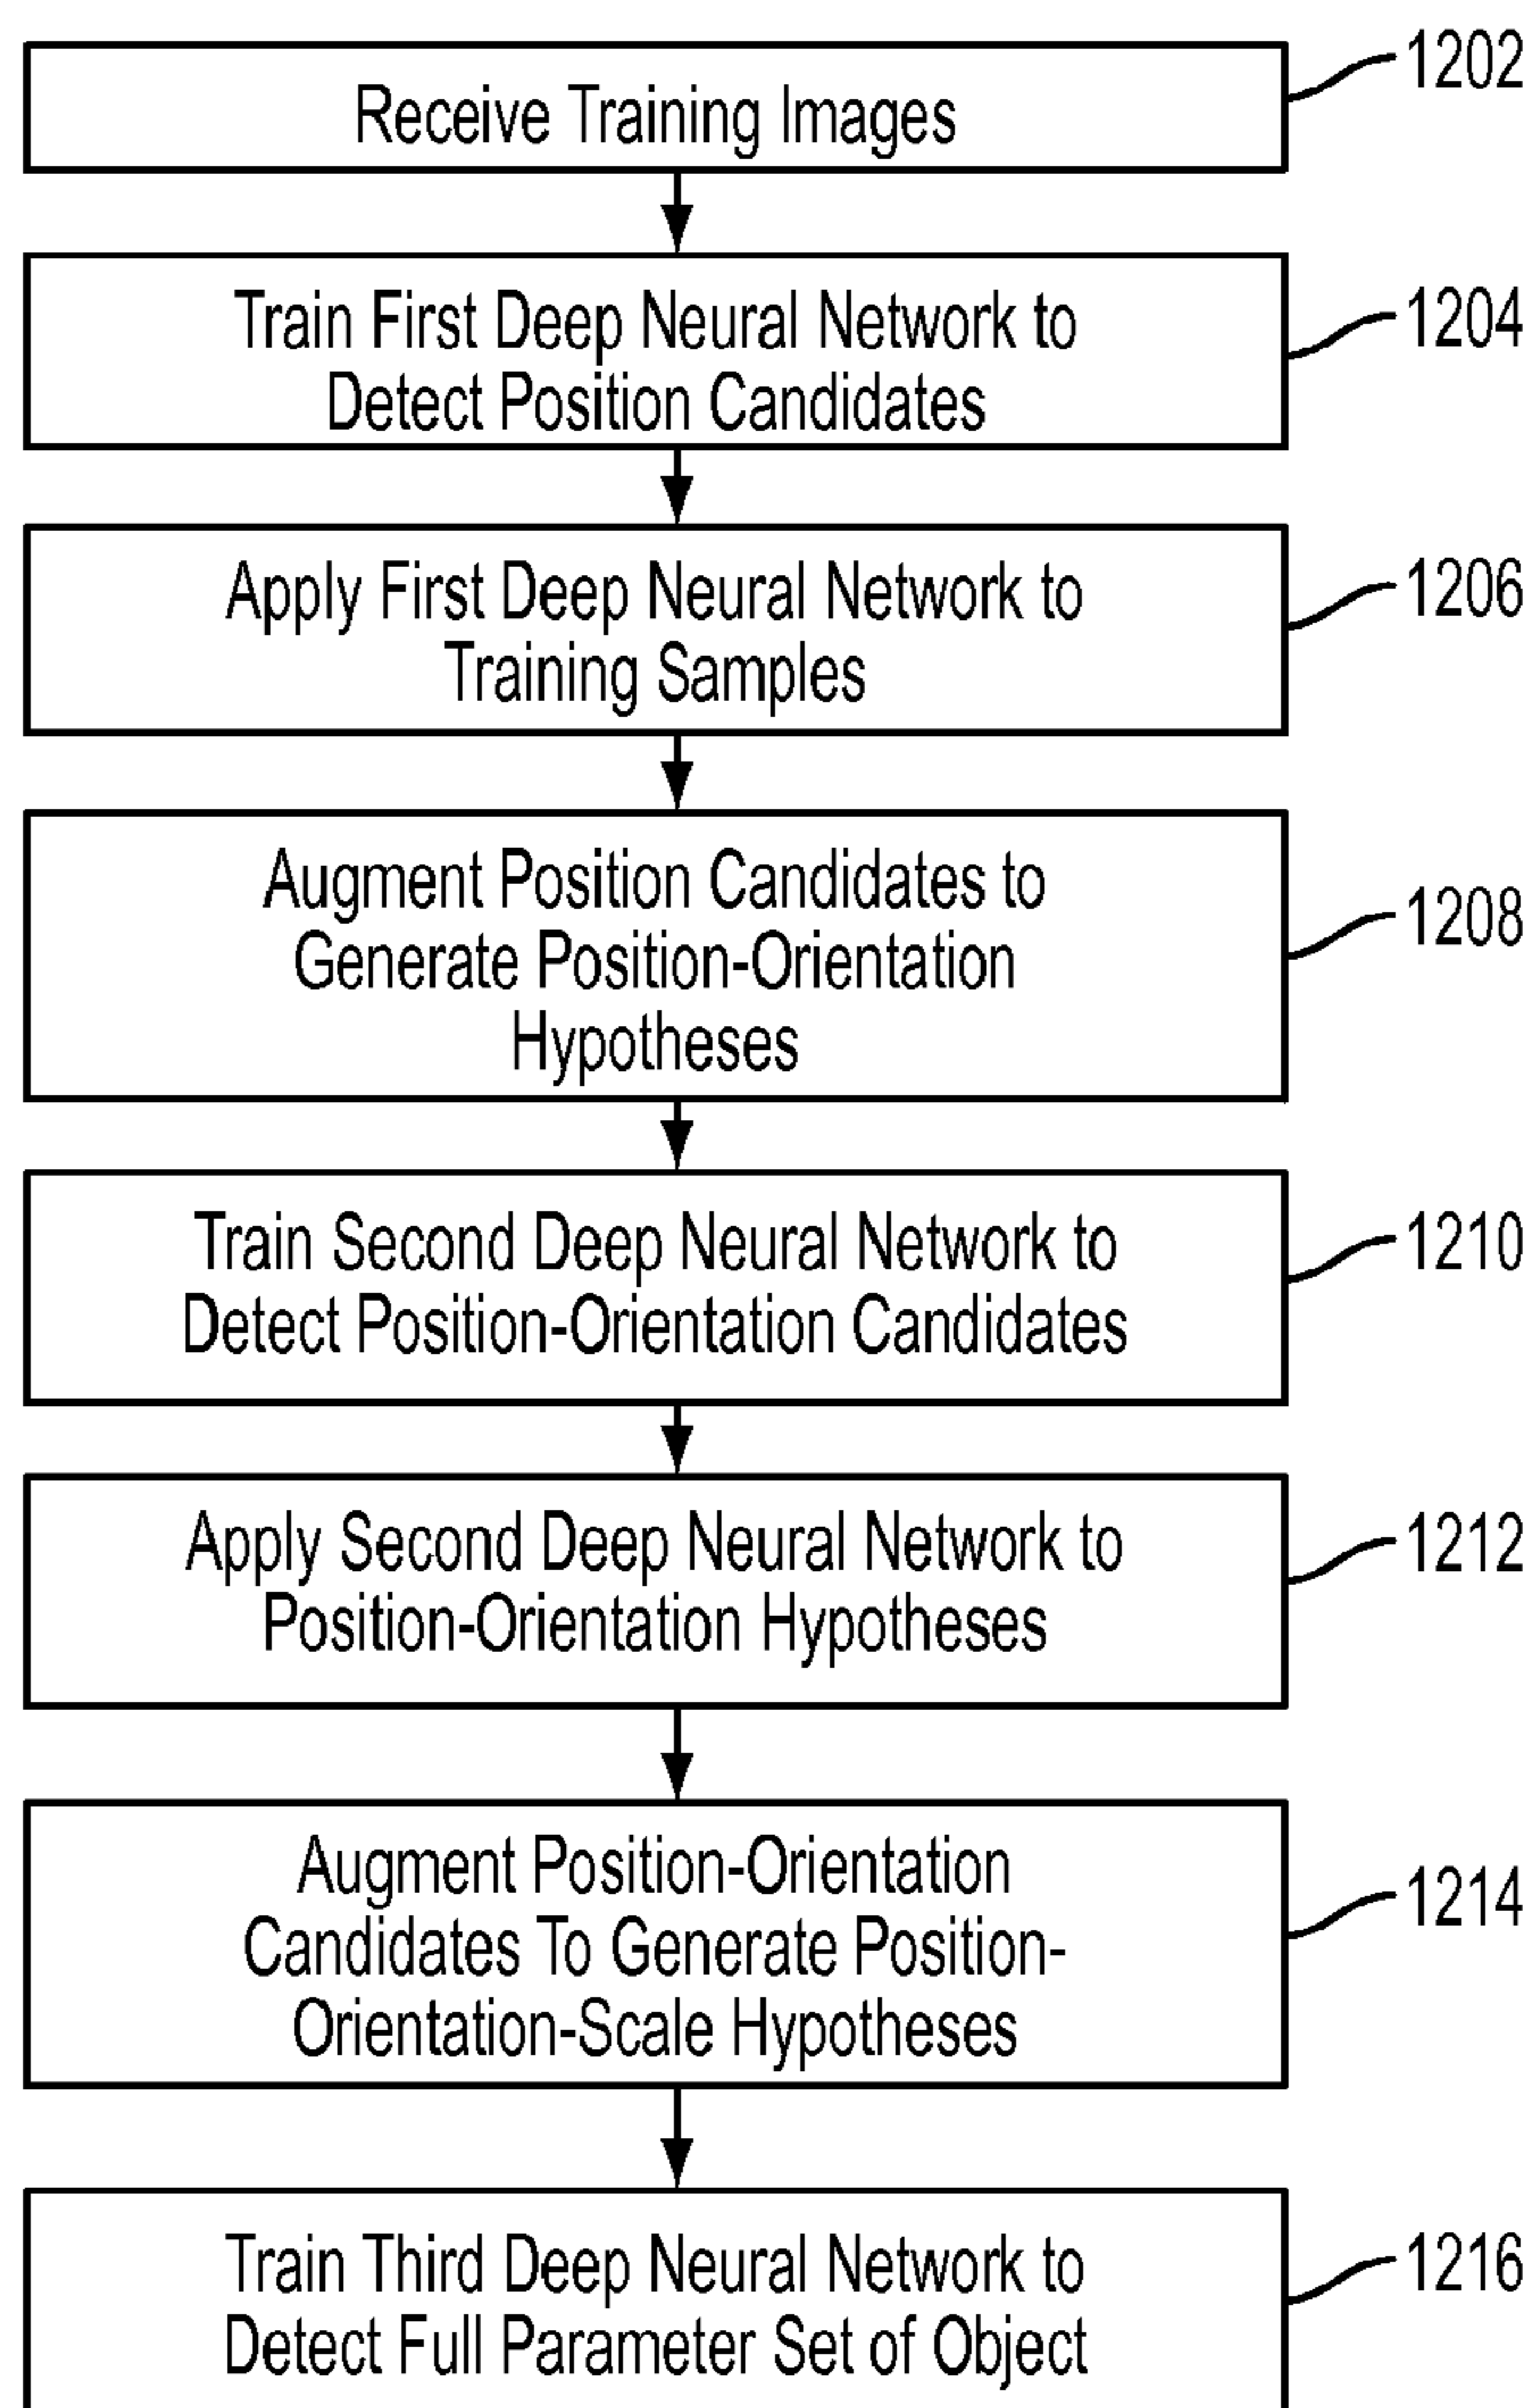 Receive Training Images
1202
Train First Deep Neural Network to
Detect Position Candidates
1204
Apply First Deep Neural Network to
Training Samples
1206
Augment Position Candidates to
Generate Position-Orientation
Hypotheses
1208
Train Second Deep Neural Network to
Detect Position-Orientation Candidates
1210
Apply Second Deep Neural Network to
Position-Orientation Hypotheses
1212
Augment Position-Orientation
Candidates To Generate Position-
Orientation-Scale Hypotheses
1214
Train Third Deep Neural Network to
Detect Full Parameter Set of Object
1216